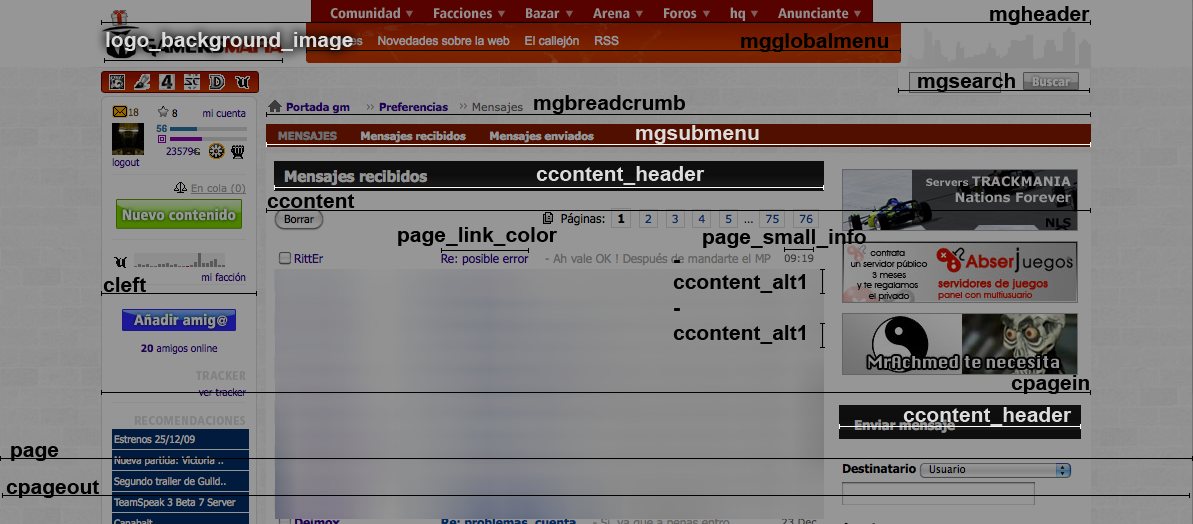 Comunidad Facciones Bazar Arena Foros hq Anunciante
mgheader
logo_background_image
Novedades sobre la web El callejón RSS
mgglobalmenu
mgsearch
Buscar
18 8 mi cuenta
56
23579€
logout
Portada gm ›› Preferencias ›› Mensajes
mgbreadcrumb
MENSAJES Mensajes recibidos Mensajes enviados
mgsubmenu
Mensajes recibidos
ccontent_header
En cola (0)
Nuevo contenido
ccontent
Borrar
Páginas: 1 2 3 4 5 ... 75 76
page_link_color
page_small_info
RittEr Re: posible error - Ah vale OK ! Después de mandarte el MP 09:19
-
ccontent_alt1
-
ccontent_alt1
mi facción
cleft
Añadir amig@
20 amigos online
TRACKER
ver tracker
RECOMENDACIONES
Estrenos 25/12/09
Nueva partida: Victoria ..
Segundo trailer de Guild..
TeamSpeak 3 Beta 7 Server
Capabalt
Servers TRACKMANIA
Nations Forever
NLS
contrata
un servidor público
3 meses
y te regalamos
el privado
Abserjuegos
servidores de juegos
panel con multiusuario
MrAchmed te necesita
cpagein
ccontent_header
Enviar mensaje
page
cpageout
Destinatario Usuario
Deimox Re: problemas cuenta - Si, ya que a penas entro 23 Dec